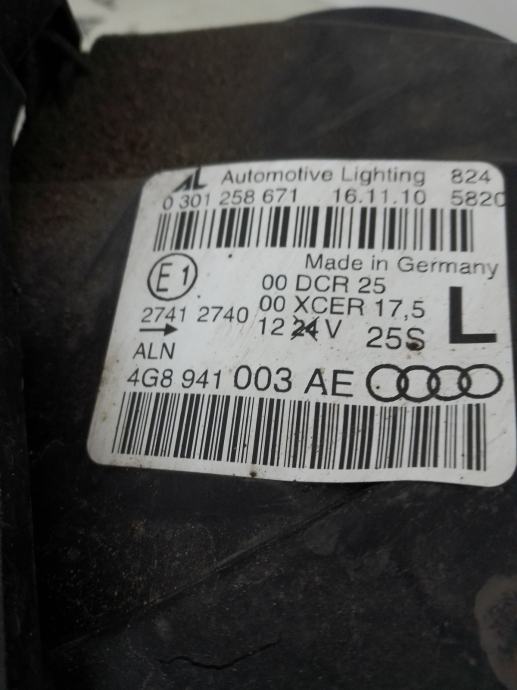 AL Automotive Lighting 824
0 301 258 671 16.11.10 5820
Made in Germany
E1 00 DCR 25
2741 2740 00 XCER 17,5 L
12 24 V 25S
ALN
4G8 941 003 AE